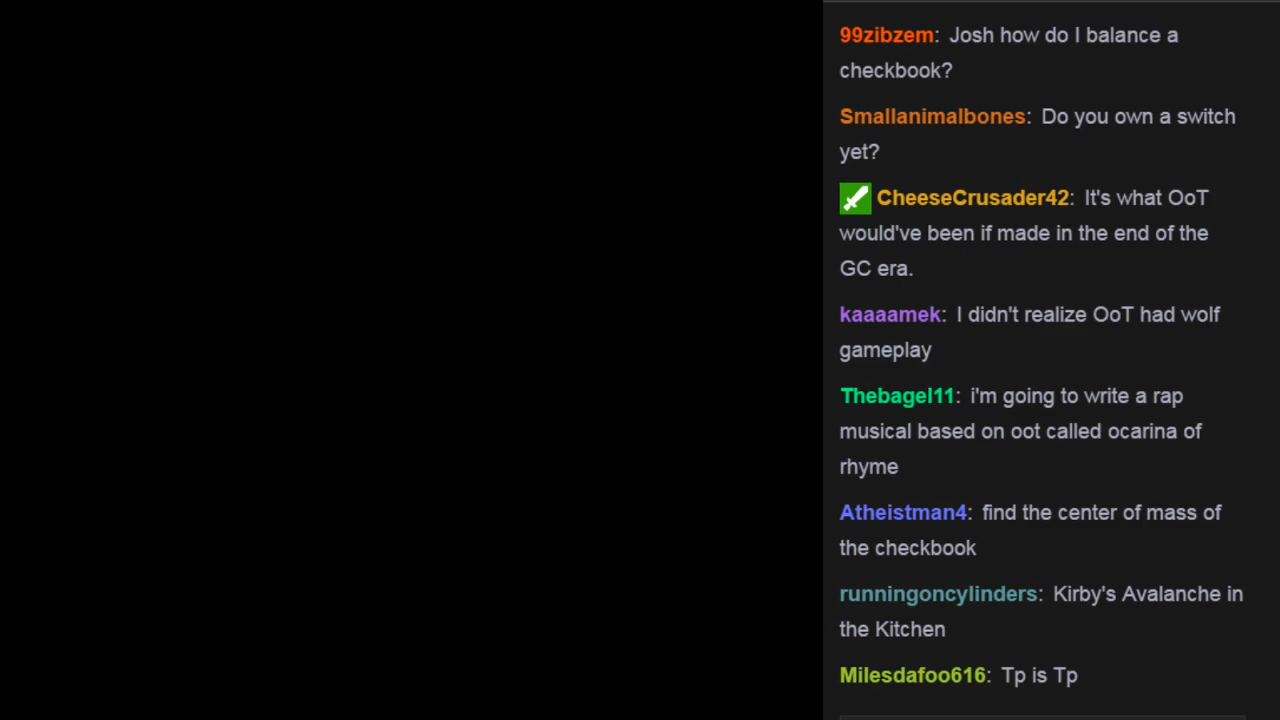 99zibzem: Josh how do I balance a
checkbook?
Smallanimalbones: Do you own a switch
yet?
CheeseCrusader42: It's what OoT
would've been if made in the end of the
GC era.
kaaaamek: I didn't realize OoT had wolf
gameplay
Thebagel11: i'm going to write a rap
musical based on oot called ocarina of
rhyme
Atheistman4: find the center of mass of
the checkbook
runningoncylinders: Kirby's Avalanche in
the Kitchen
Milesdafoo616: Tp is Tp